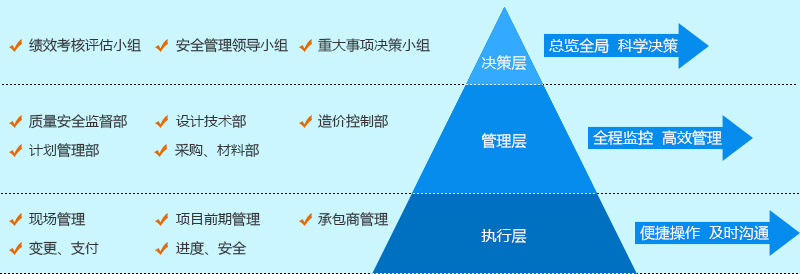 绩效考核评估小组 安全管理领导小组 重大事项决策小组 决策层 总览全局 科学决策
质量安全监督部 设计技术部 造价控制部
管理层 全程监控 高效管理
计划管理部 采购、材料部
现场管理 项目前期管理 承包商管理
执行层 便捷操作 及时沟通
变更、支付 进度、安全